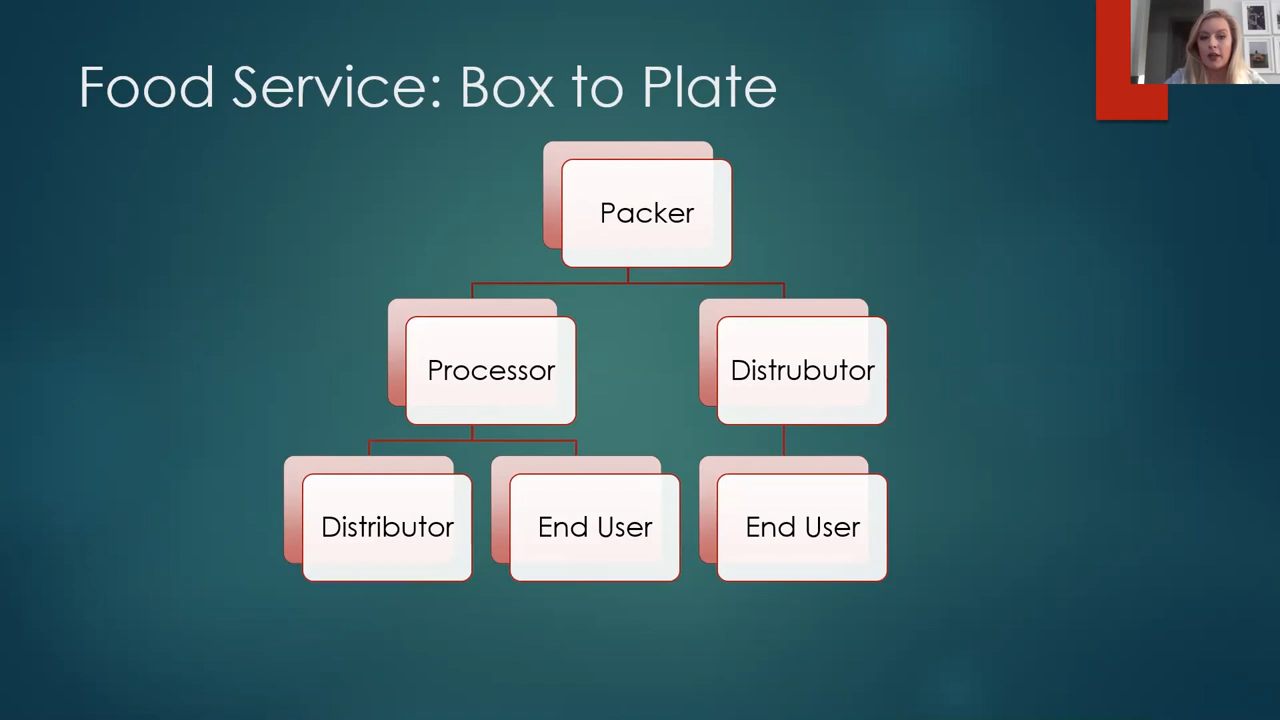 Food Service: Box to Plate
Packer
Processor
Distrubutor
Distributor
End User
End User